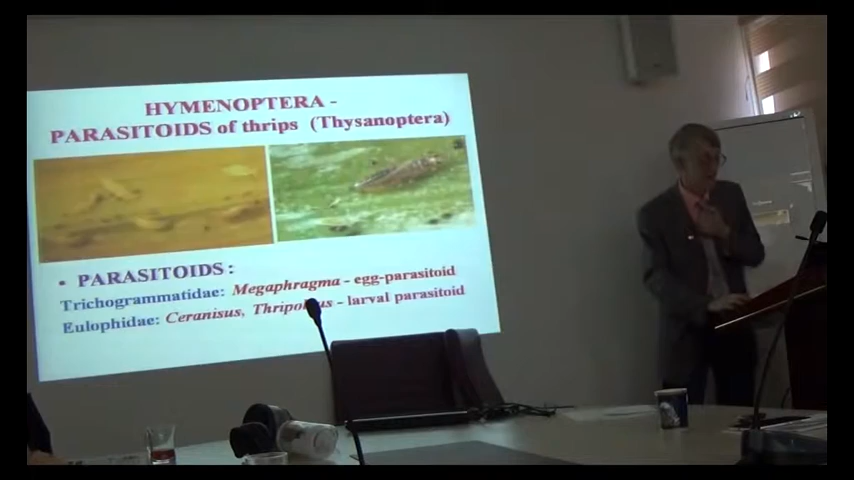 HYMENOPTERA -
PARASITOIDS of thrips (Thysanoptera)
• PARASITOIDS:
Trichogrammatidae: Megaphragma - egg-parasitoid
Eulophidae: Ceranisus, - larval parasitoid